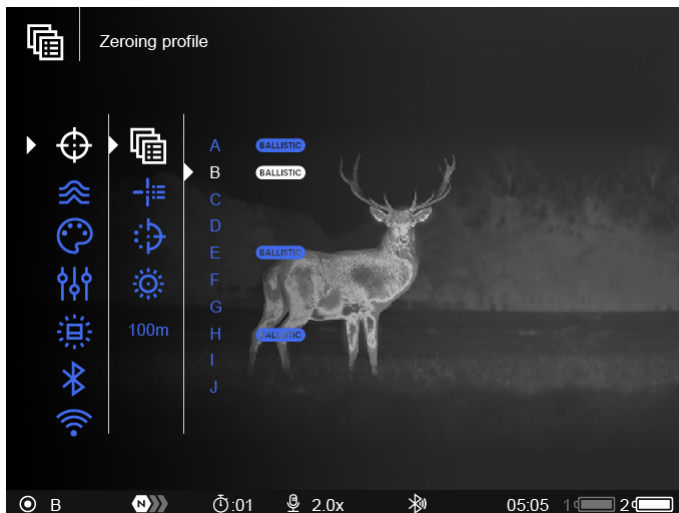 Zeroing profile
A BALLISTIC
B BALLISTIC
C
D
E BALLISTIC
F
G
100m
H BALLISTIC
I
J
B N :01 2.0x 05:05 1 2